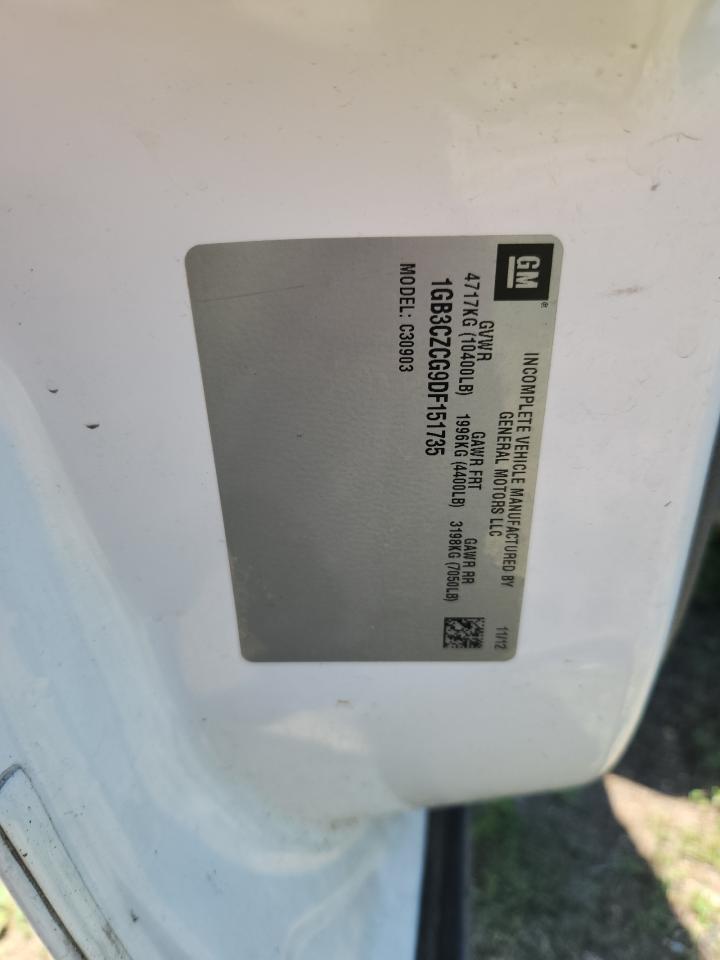 GM
INCOMPLETE VEHICLE MANUFACTURED BY
GENERAL MOTORS LLC
11/12
GVWR GAWR FRT GAWR RR
4717KG (10400LB) 1996KG (4400LB) 3198KG (7050LB)
1GB3CZCG9DF151735
MODEL: C30903